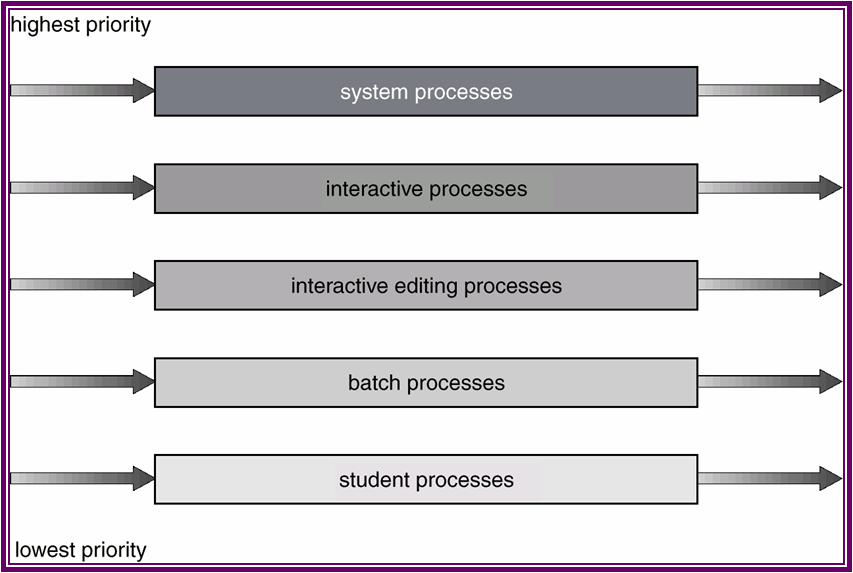 highest priority
system processes
interactive processes
interactive editing processes
batch processes
student processes
lowest priority